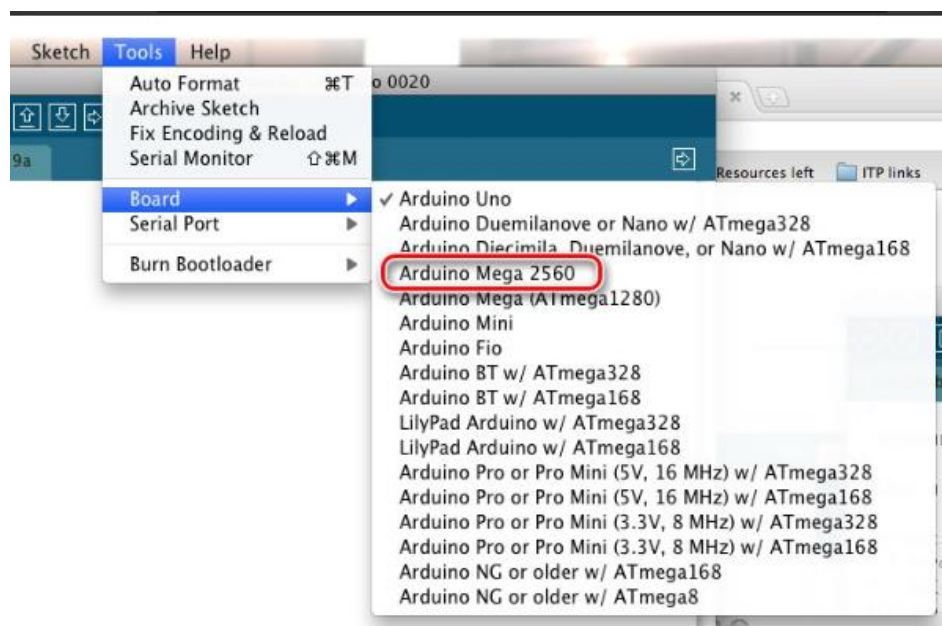 Sketch Tools Help
Auto Format ⌘T
Archive Sketch
Fix Encoding & Reload
Serial Monitor ⇧⌘M
Board
Serial Port
Burn Bootloader
o 0020
9a
Resources left ITP links
✓ Arduino Uno
Arduino Duemilanove or Nano w/ ATmega328
Arduino Diecimila, Duemilanove, or Nano w/ ATmega168
Arduino Mega 2560
Arduino Mega (ATmega1280)
Arduino Mini
Arduino Fio
Arduino BT w/ ATmega328
Arduino BT w/ ATmega168
LilyPad Arduino w/ ATmega328
LilyPad Arduino w/ ATmega168
Arduino Pro or Pro Mini (5V, 16 MHz) w/ ATmega328
Arduino Pro or Pro Mini (5V, 16 MHz) w/ ATmega168
Arduino Pro or Pro Mini (3.3V, 8 MHz) w/ ATmega328
Arduino Pro or Pro Mini (3.3V, 8 MHz) w/ ATmega168
Arduino NG or older w/ ATmega168
Arduino NG or older w/ ATmega8